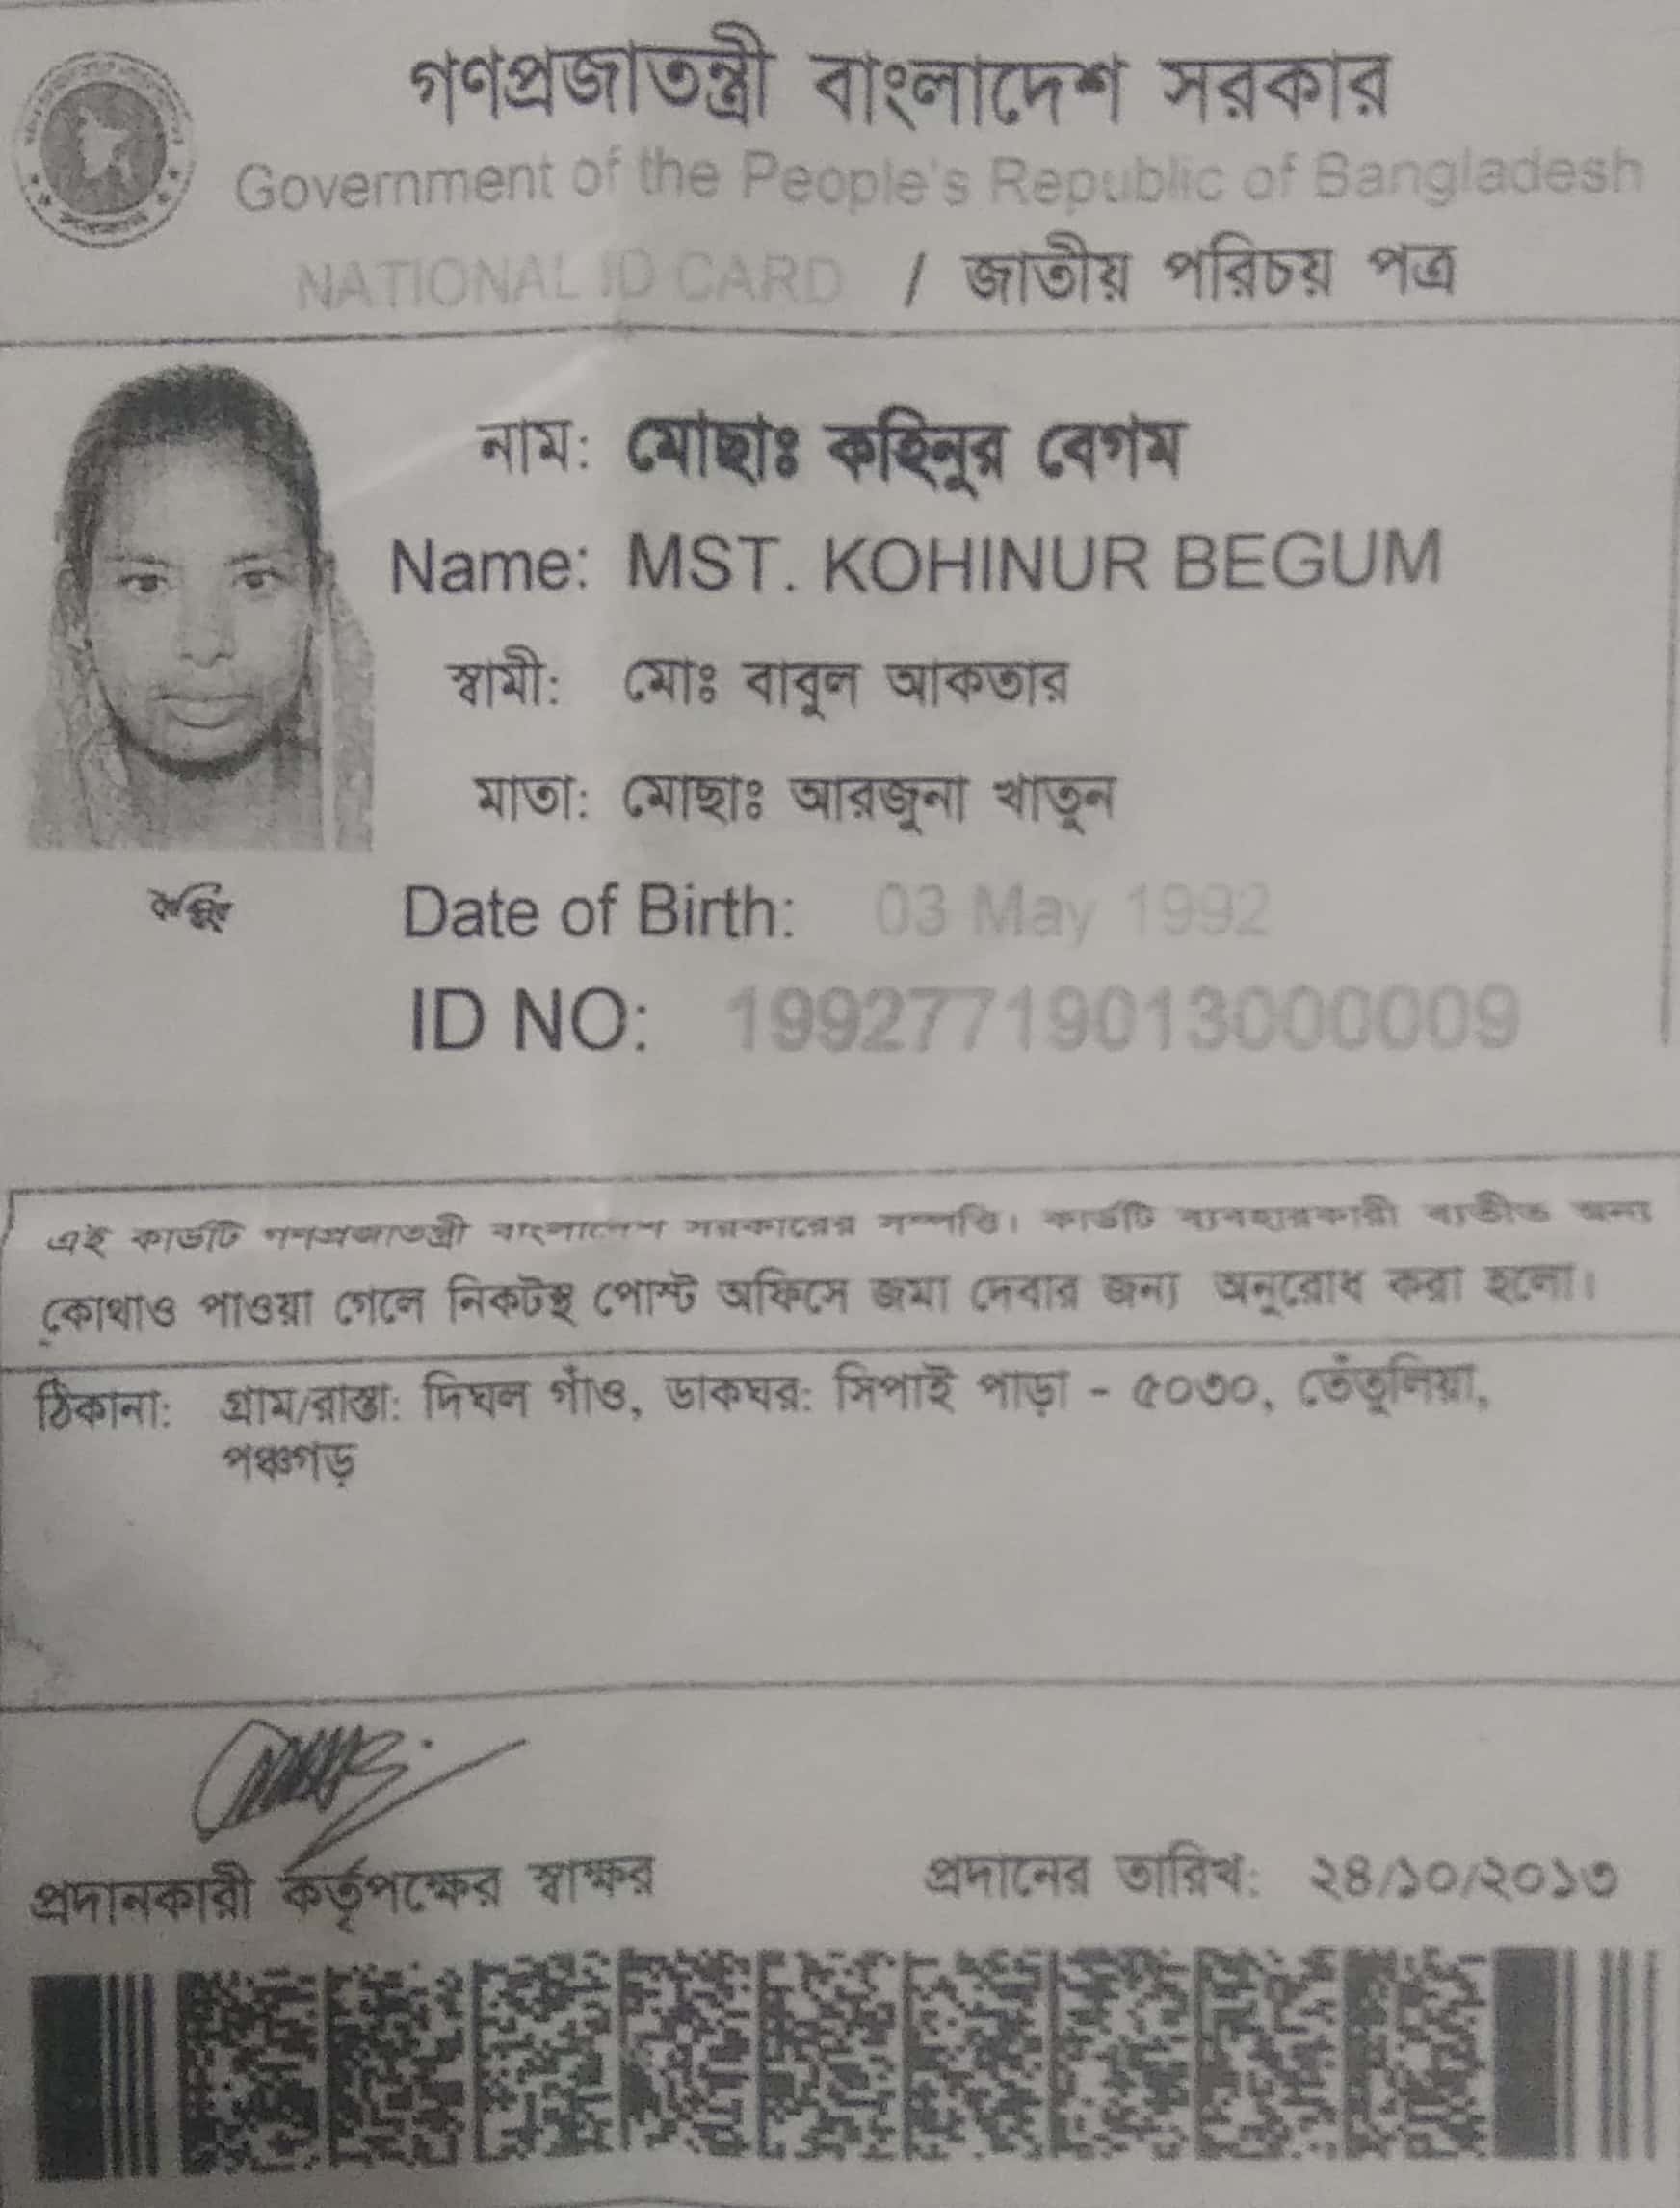 গণপ্রজাতন্ত্রী বাংলাদেশ সরকার
Government of the People's Republic of Bangladesh
NATIONAL ID CARD / জাতীয় পরিচয় পত্র
নাম: মোছাঃ কহিনুর বেগম
Name: MST. KOHINUR BEGUM
স্বামী: মোঃ বাবুল আকতার
মাতা: মোছাঃ আরজুনা খাতুন
Date of Birth: 03 May 1992
ID NO: 19927719013000009
এই কার্ডটি গণপ্রজাতন্ত্রী বাংলাদেশ সরকারের সম্পত্তি। কার্ডটি ব্যবহারকারী ব্যতীত অন্য
কোথাও পাওয়া গেলে নিকটস্থ পোস্ট অফিসে জমা দেবার জন্য অনুরোধ করা হলো।
ঠিকানা: গ্রাম/রাস্তা: দিঘল গাঁও, ডাকঘর: সিপাই পাড়া - ৫০৩০, তেঁতুলিয়া,
পঞ্চগড়
প্রদানকারী কর্তৃপক্ষের স্বাক্ষর
প্রদানের তারিখ: ২৪/১০/২০১৩